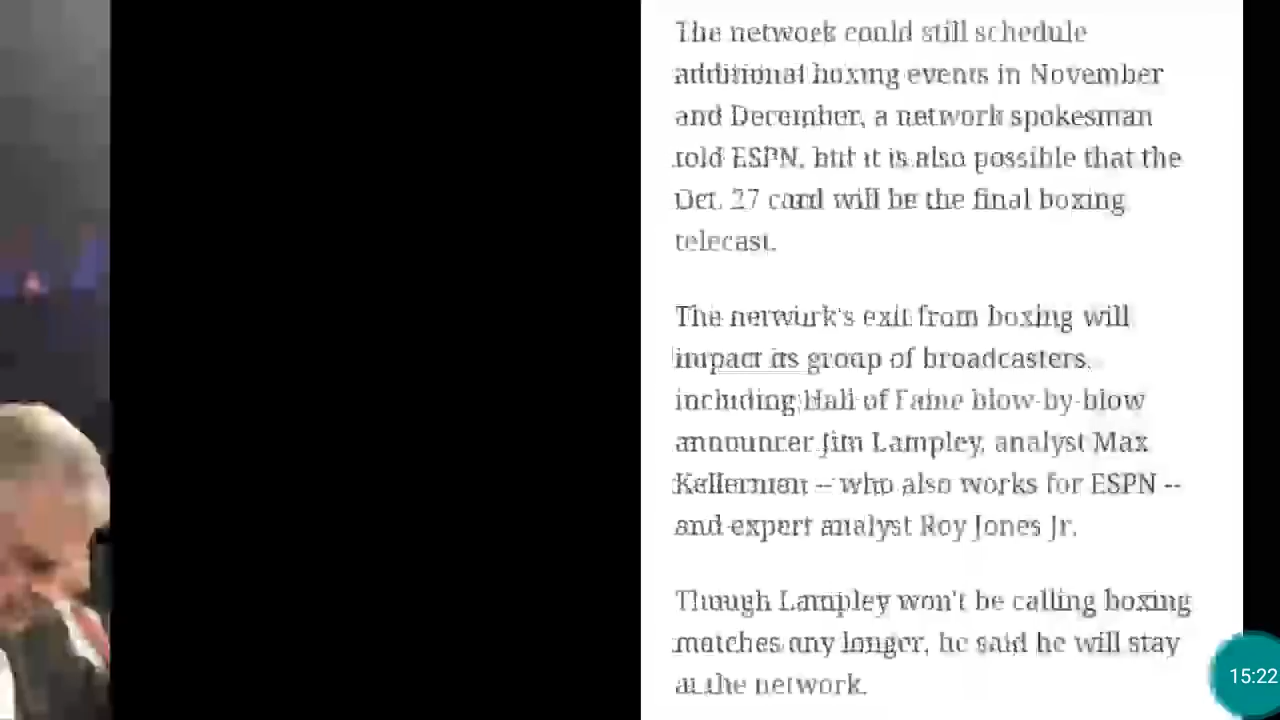 The network could still schedule
additional boxing events in November
and December, a network spokesman
told ESPN, but it is also possible that the
Oct. 27 card will be the final boxing
telecast.
The network's exit from boxing will
impact its group of broadcasters,
including Hall of Fame blow-by-blow
announcer Jim Lampley, analyst Max
Kellerman -- who also works for ESPN --
and expert analyst Roy Jones Jr.
Though Lampley won't be calling boxing
matches any longer, he said he will stay
at the network.
15:22